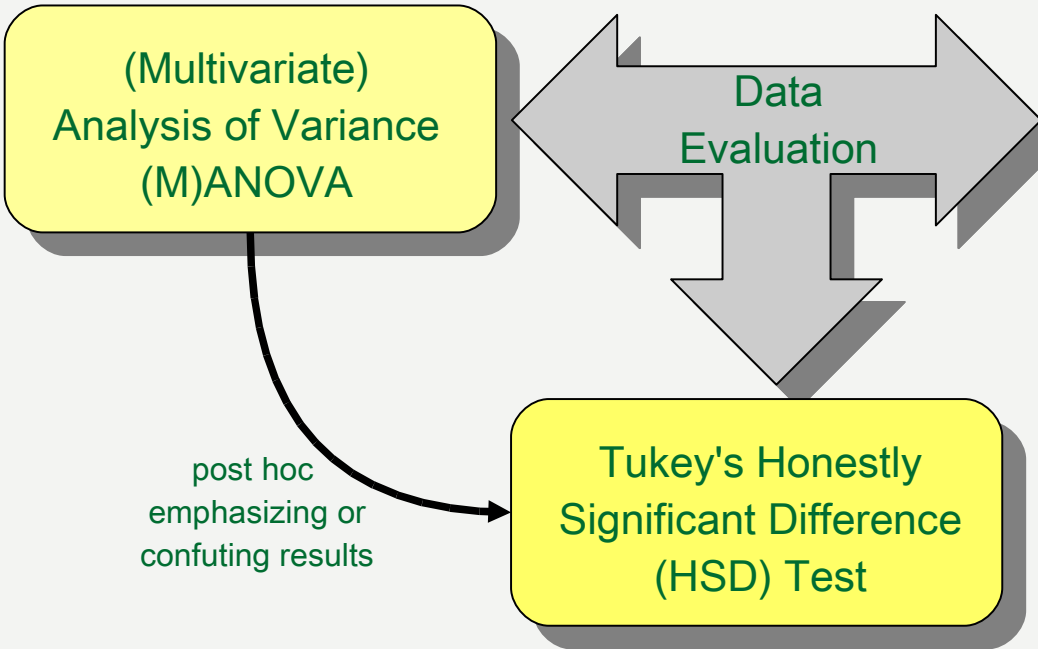 (Multivariate)
Analysis of Variance
(M)ANOVA
Data
Evaluation
post hoc
emphasizing or
confuting results
Tukey's Honestly
Significant Difference
(HSD) Test